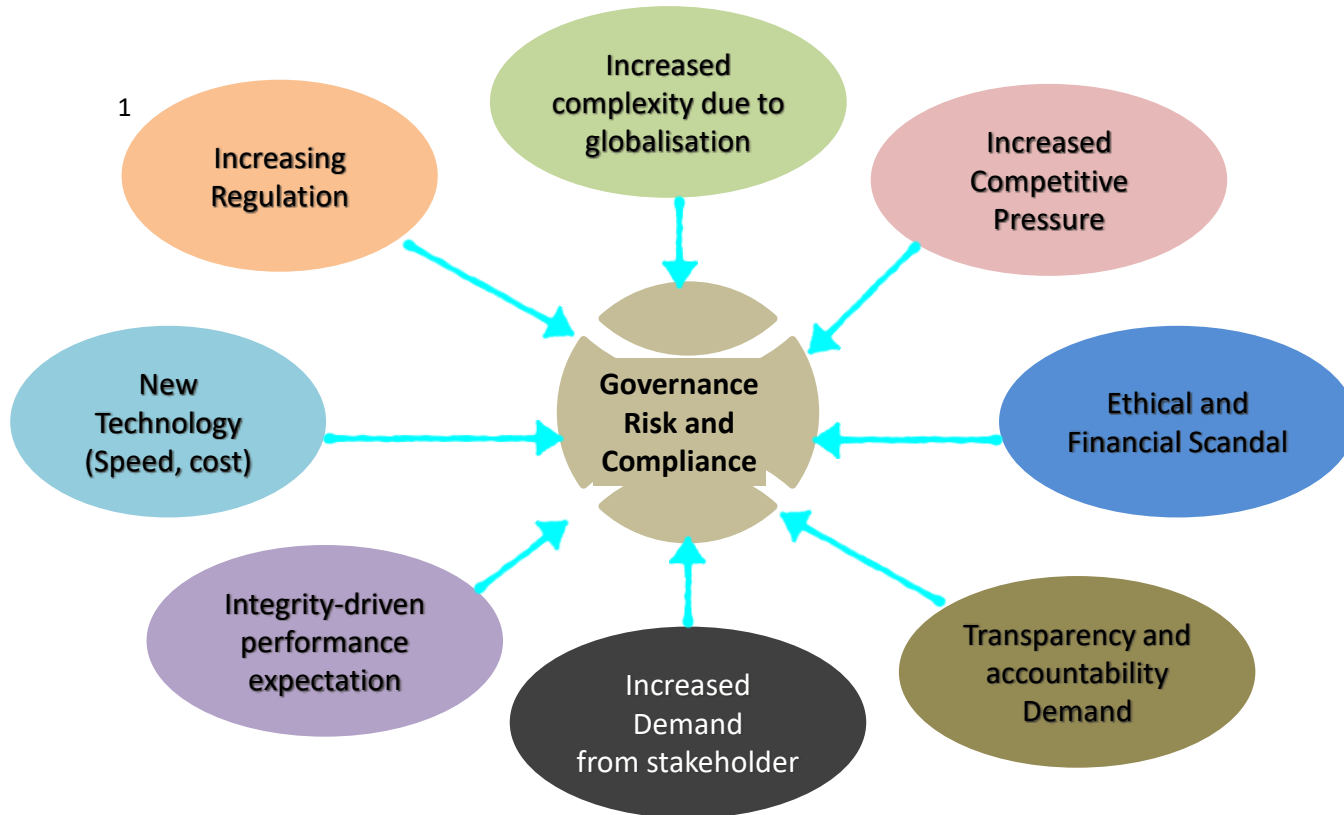 1
Increasing
Regulation
Increased
complexity due to
globalisation
Increased
Competitive
Pressure
New
Technology
(Speed, cost)
Governance
Risk and
Compliance
Ethical and
Financial Scandal
Integrity-driven
performance
expectation
Increased
Demand
from stakeholder
Transparency and
accountability
Demand